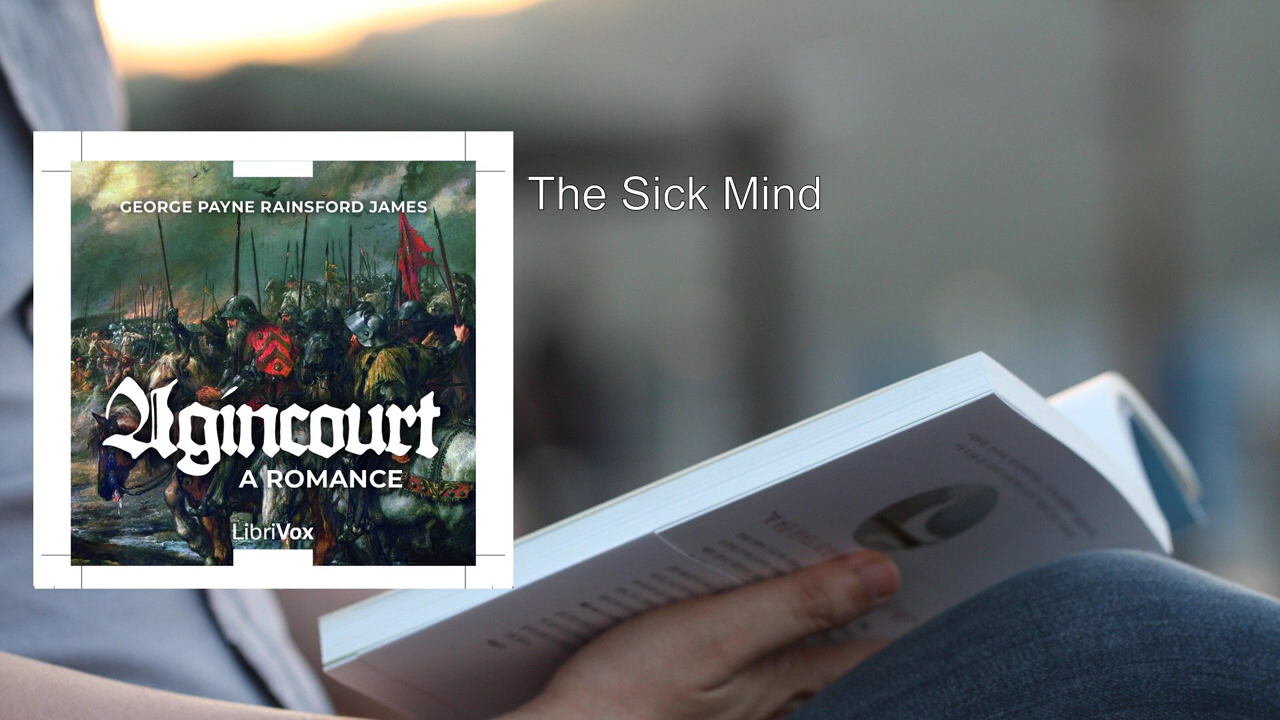 GEORGE PAYNE RAINSFORD JAMES
The Sick Mind
Agincourt
A ROMANCE
LibriVox